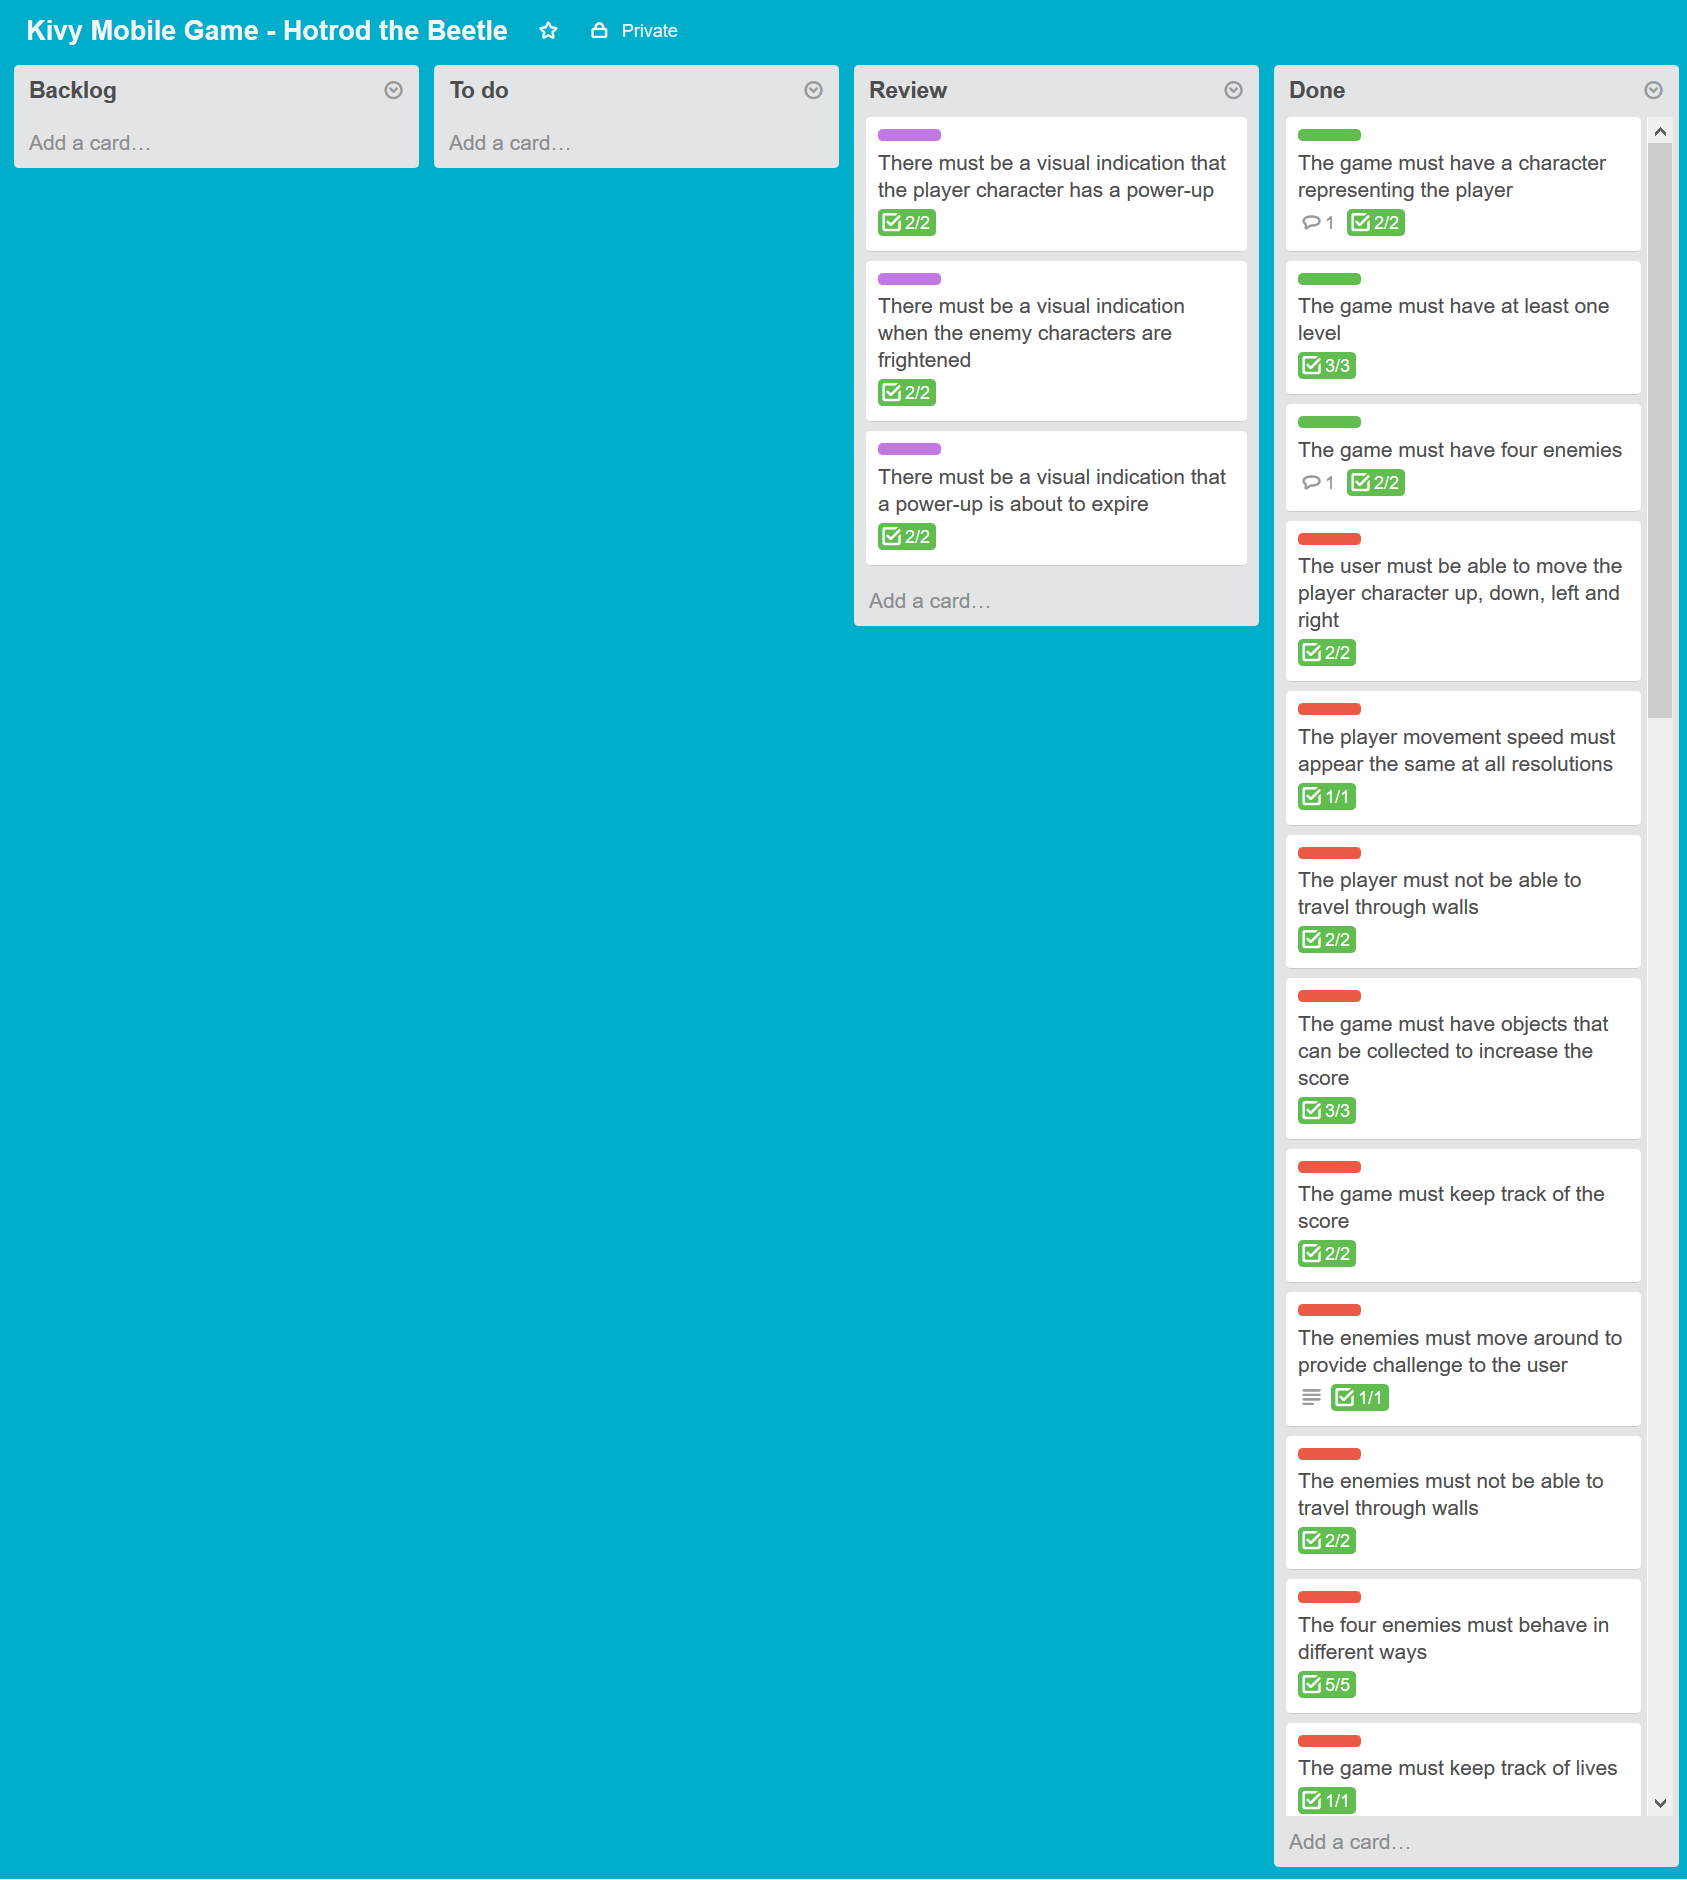 Kivy Mobile Game - Hotrod the Beetle
Private
Backlog
Add a card…
To do
Add a card…
Review
There must be a visual indication that
the player character has a power-up
2/2
There must be a visual indication
when the enemy characters are
frightened
2/2
There must be a visual indication that
a power-up is about to expire
2/2
Add a card…
Done
The game must have a character
representing the player
1 2/2
The game must have at least one
level
3/3
The game must have four enemies
1 2/2
The user must be able to move the
player character up, down, left and
right
2/2
The player movement speed must
appear the same at all resolutions
1/1
The player must not be able to
travel through walls
2/2
The game must have objects that
can be collected to increase the
score
3/3
The game must keep track of the
score
2/2
The enemies must move around to
provide challenge to the user
1/1
The enemies must not be able to
travel through walls
2/2
The four enemies must behave in
different ways
5/5
The game must keep track of lives
1/1
Add a card…